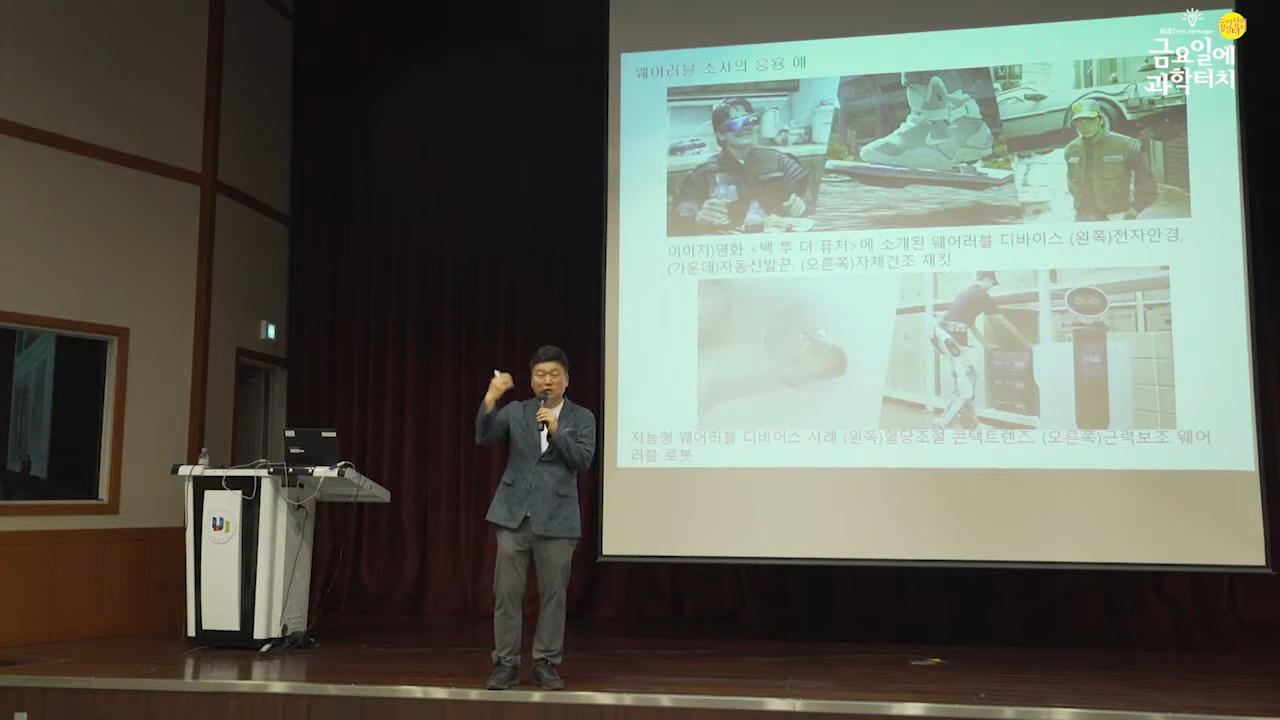 금요일에
과학터치
웨어러블 소자의 응용 예
이미지)영화 <백 투 더 퓨처>에 소개된 웨어러블 디바이스 (왼쪽)전자안경,
(가운데)자동신발끈, (오른쪽)자체건조 재킷
LG
지능형 웨어러블 디바이스 사례 (왼쪽)혈당조절 콘택트렌즈, (오른쪽)근력보조 웨어
러블 로봇